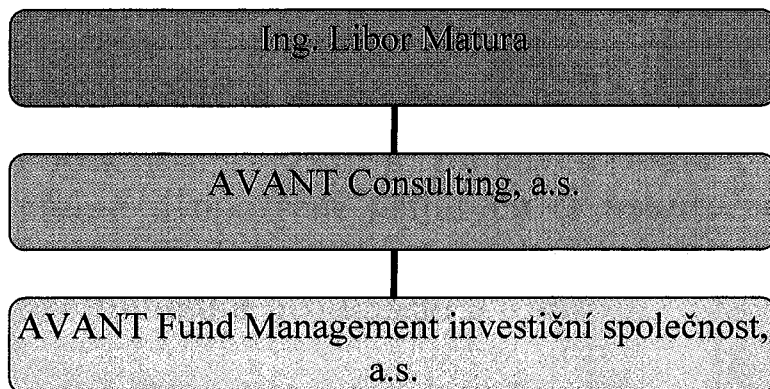 Ing. Libor Matura
AVANT Consulting, a.s.
AVANT Fund Management investiční společnost,
a.s.